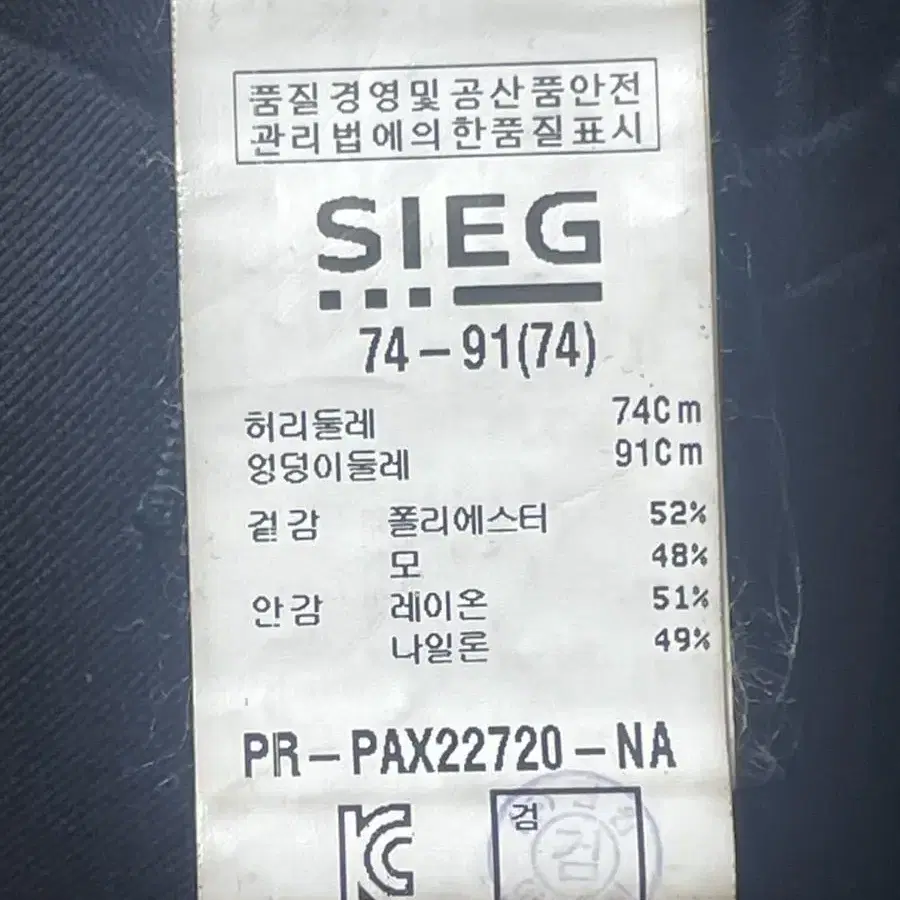 품질경영및공산품안전
관리법에의한품질표시
SIEG
74-91(74)
허리둘레 74Cm
엉덩이둘레 91Cm
겉감 폴리에스터 52%
모 48%
안감 레이온 51%
나일론 49%
PR-PAX22720-NA
KC
검
검